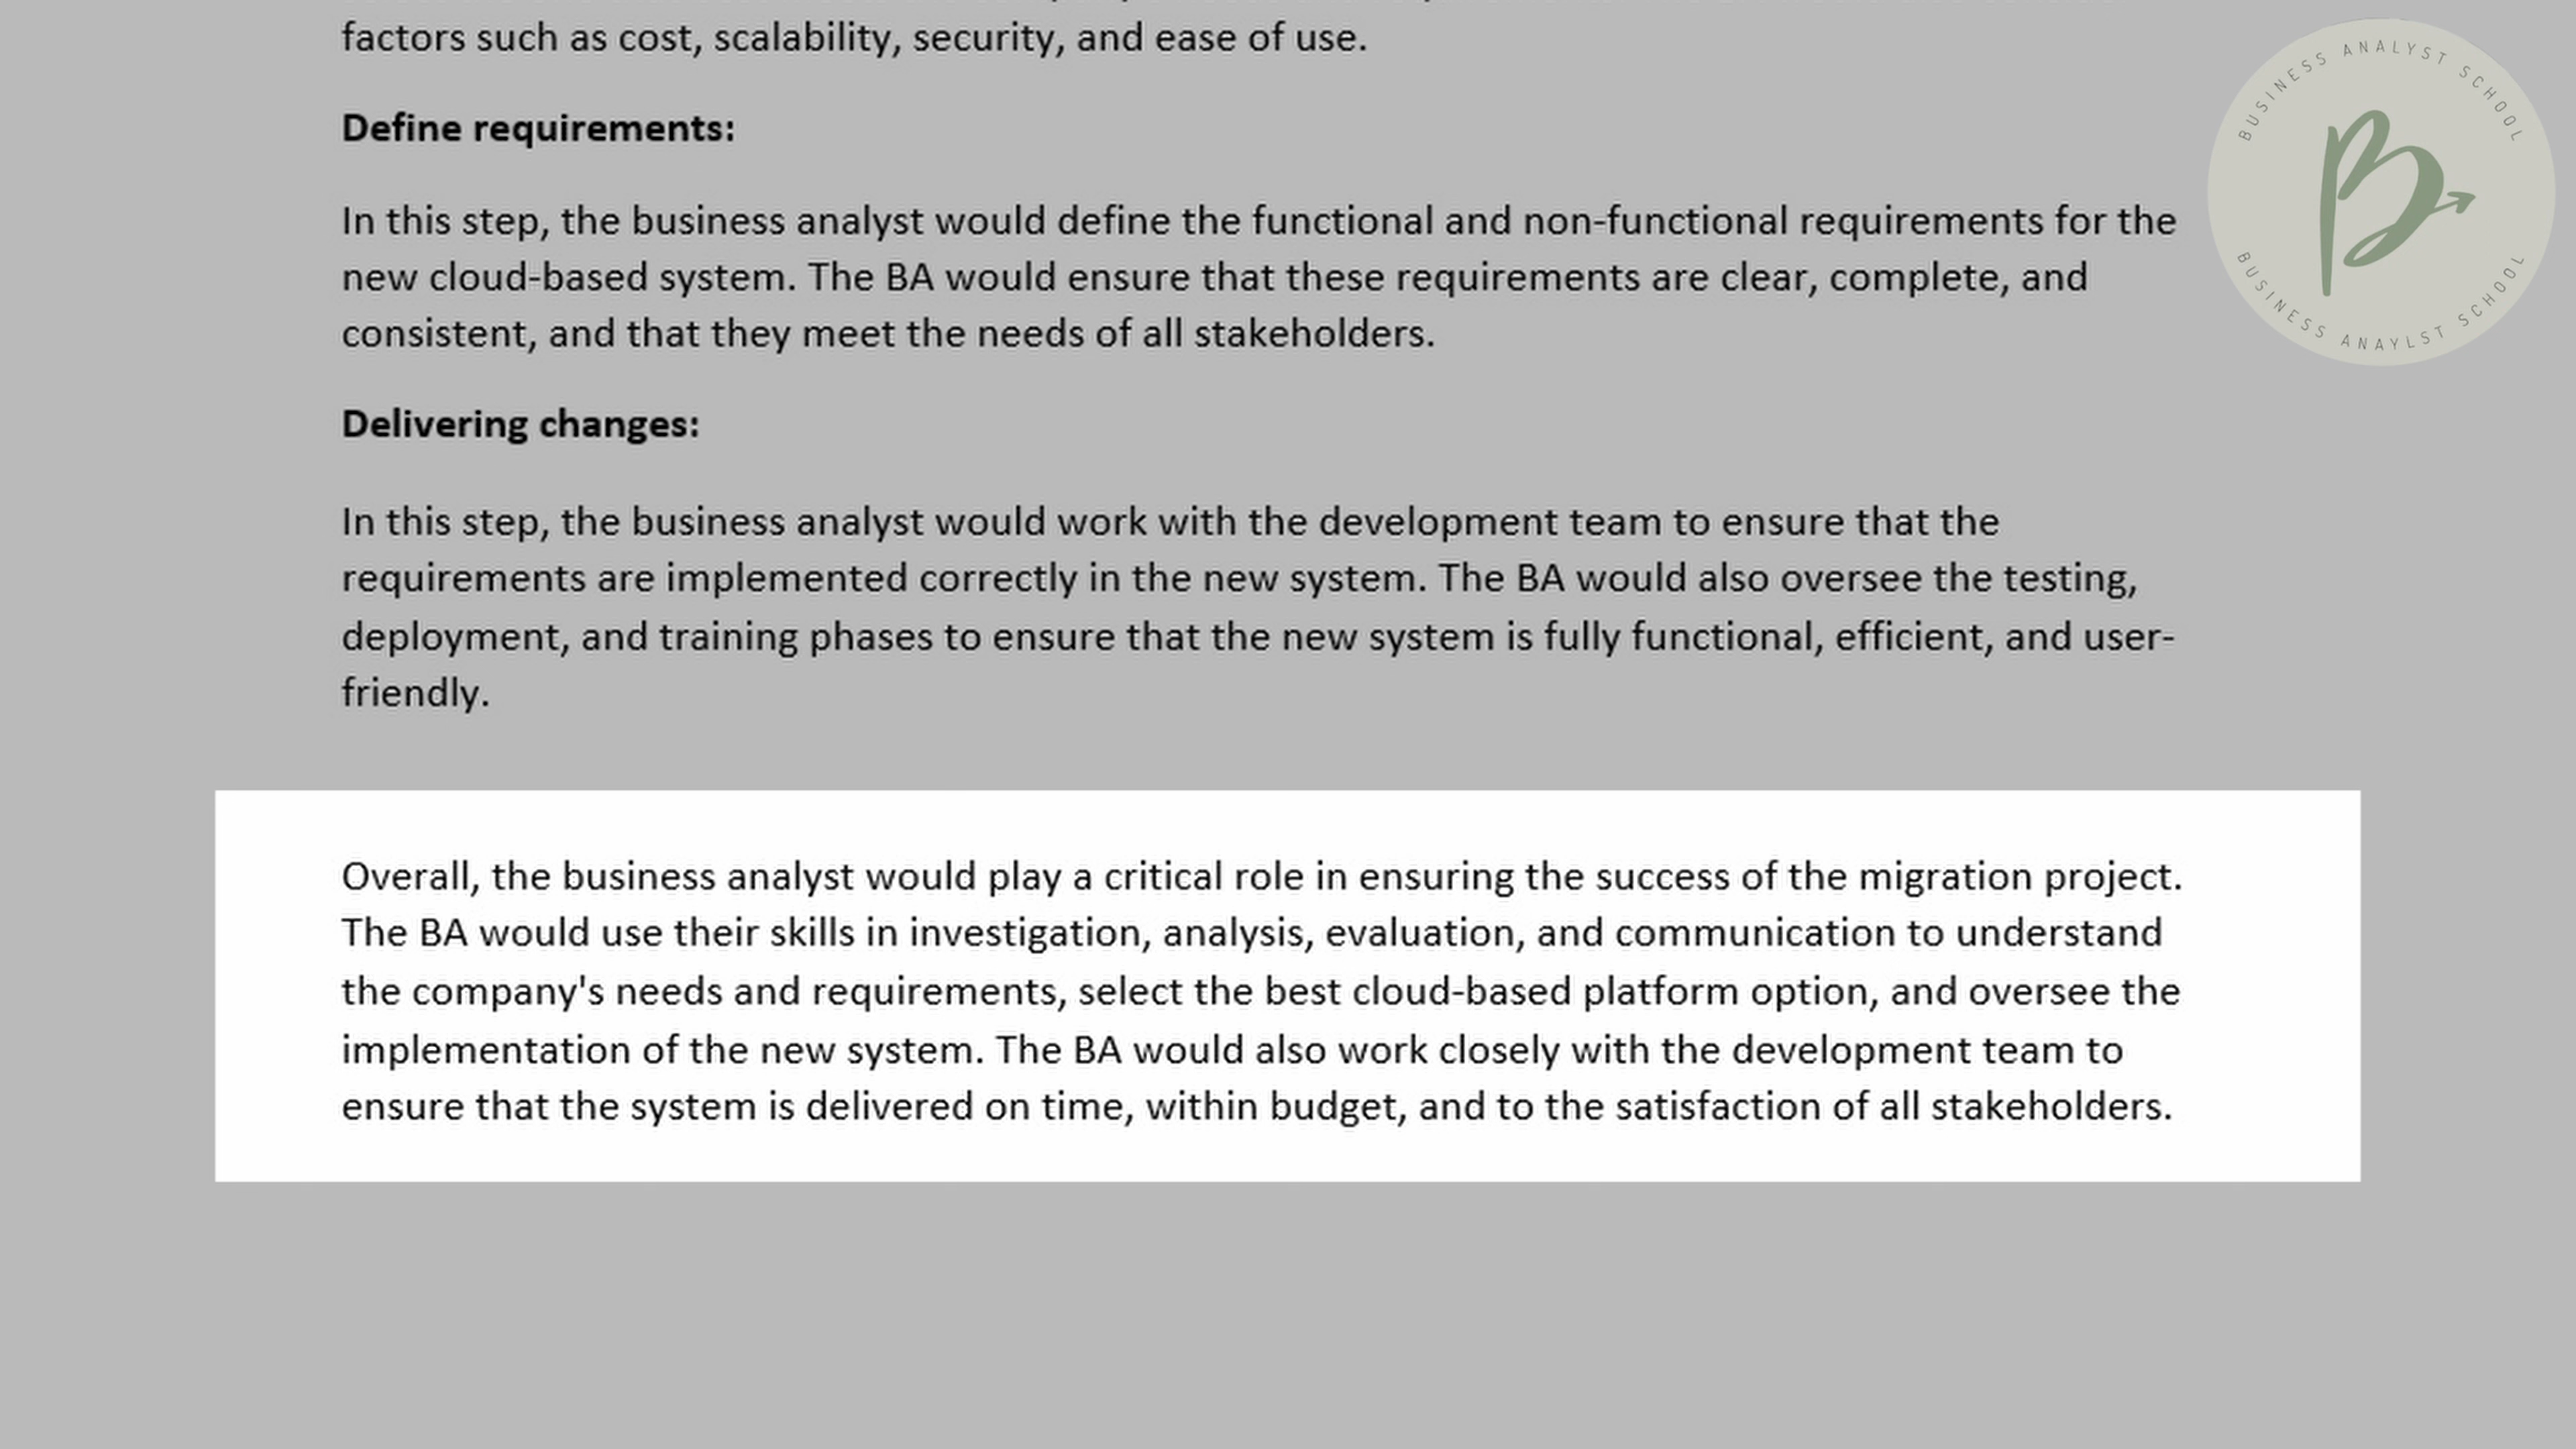 factors such as cost, scalability, security, and ease of use.
Define requirements:
In this step, the business analyst would define the functional and non-functional requirements for the
new cloud-based system. The BA would ensure that these requirements are clear, complete, and
consistent, and that they meet the needs of all stakeholders.
Delivering changes:
In this step, the business analyst would work with the development team to ensure that the
requirements are implemented correctly in the new system. The BA would also oversee the testing,
deployment, and training phases to ensure that the new system is fully functional, efficient, and user-
friendly.
Overall, the business analyst would play a critical role in ensuring the success of the migration project.
The BA would use their skills in investigation, analysis, evaluation, and communication to understand
the company's needs and requirements, select the best cloud-based platform option, and oversee the
implementation of the new system. The BA would also work closely with the development team to
ensure that the system is delivered on time, within budget, and to the satisfaction of all stakeholders.
BUSINESS ANALYST SCHOOL
B
BUSINESS ANAYLST SCHOOL